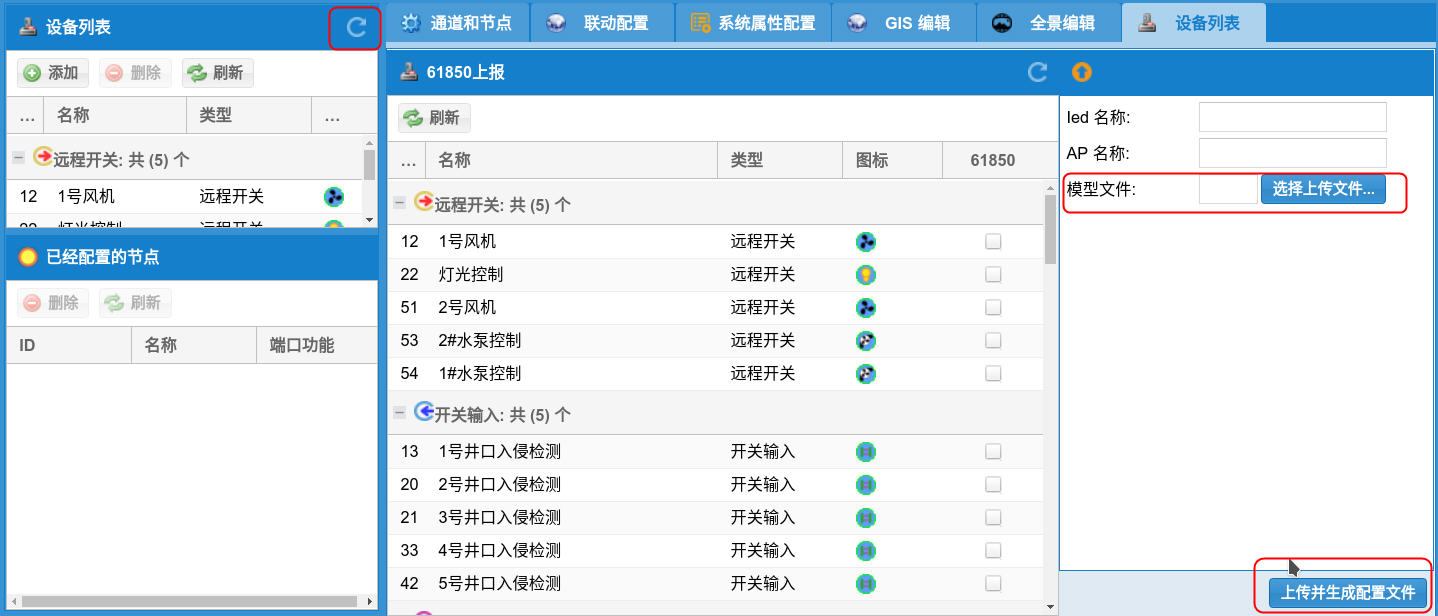 设备列表
通道和节点
联动配置
系统属性配置
GIS 编辑
全景编辑
设备列表
添加 删除 刷新
... 名称 类型 ...
远程开关: 共 (5) 个
12 1号风机 远程开关
22 灯光控制 远程开关
已经配置的节点
删除 刷新
ID 名称 端口功能
61850上报
刷新
... 名称 类型 图标 61850
远程开关: 共 (5) 个
12 1号风机 远程开关
22 灯光控制 远程开关
51 2号风机 远程开关
53 2#水泵控制 远程开关
54 1#水泵控制 远程开关
开关输入: 共 (5) 个
13 1号井口入侵检测 开关输入
20 2号井口入侵检测 开关输入
21 3号井口入侵检测 开关输入
33 4号井口入侵检测 开关输入
42 5号井口入侵检测 开关输入
Ied 名称:
AP 名称:
模型文件: 选择上传文件...
上传并生成配置文件